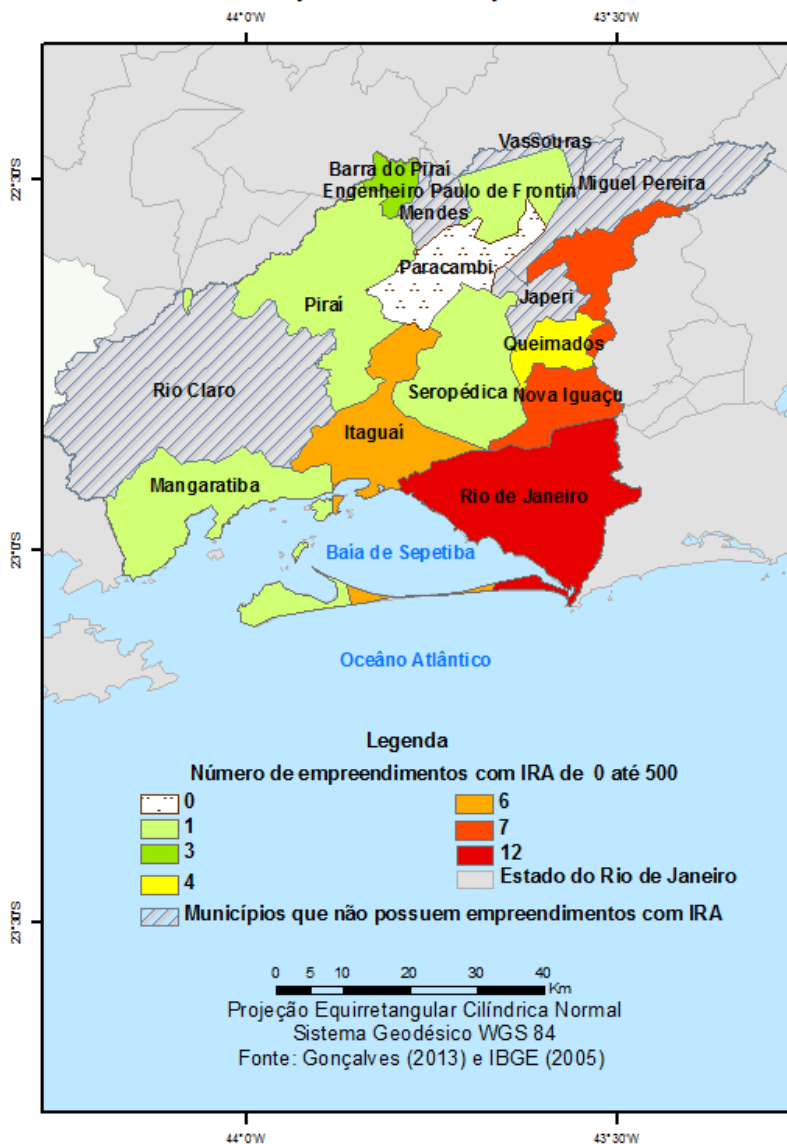 44°0'W 43°30'W
22°30'S
23°0'S
23°30'S
Vassouras
Barra do Piraí
Engenheiro Paulo de Frontin
Miguel Pereira
Mendes
Paracambi
Japeri
Piraí
Queimados
Rio Claro
Seropédica
Nova Iguaçu
Itaguaí
Mangaratiba
Rio de Janeiro
Baía de Sepetiba
Oceâno Atlântico
Legenda
Número de empreendimentos com IRA de 0 até 500
0 6
1 7
3 12
4 Estado do Rio de Janeiro
Municípios que não possuem empreendimentos com IRA
0 5 10 20 30 40
Km
Projeção Equirretangular Cilíndrica Normal
Sistema Geodésico WGS 84
Fonte: Gonçalves (2013) e IBGE (2005)
44°0'W 43°30'W